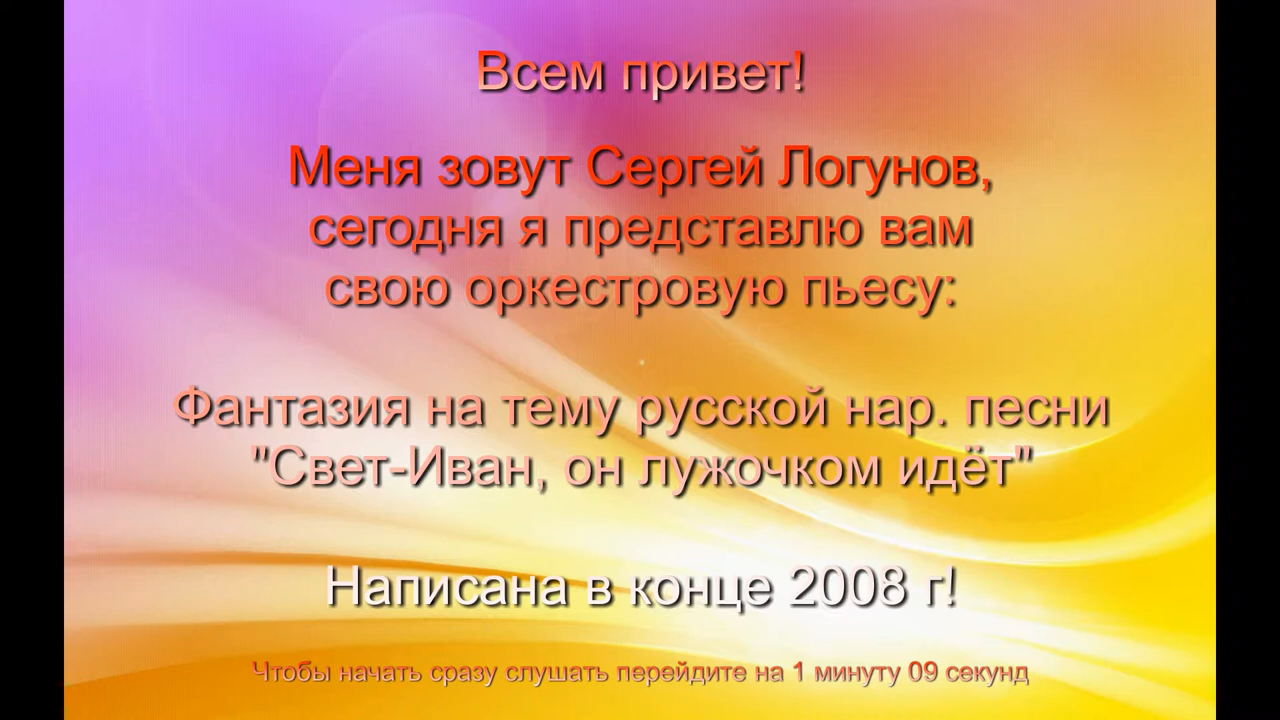 Всем привет!
Меня зовут Сергей Логунов,
сегодня я представлю вам
свою оркестровую пьесу:
Фантазия на тему русской нар. песни
"Свет-Иван, он лужочком идёт"
Написана в конце 2008 г!
Чтобы начать сразу слушать перейдите на 1 минуту 09 секунд